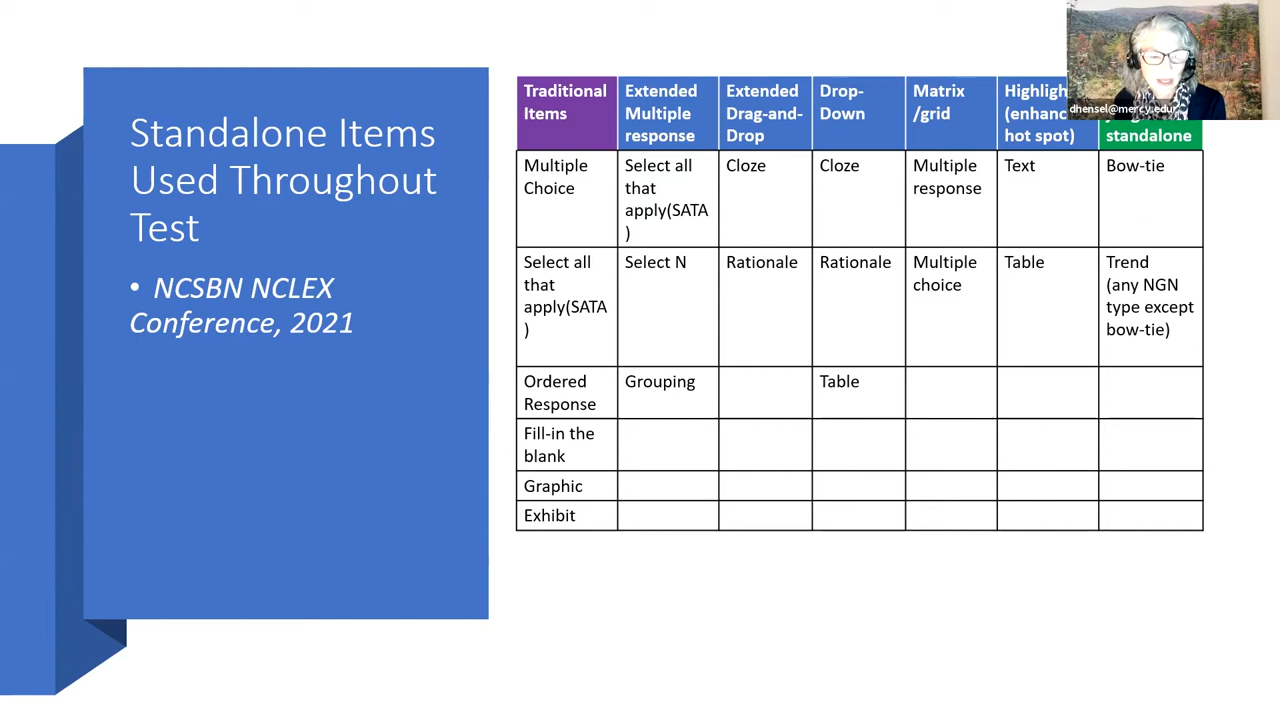 Standalone Items
Used Throughout
Test
• NCSBN NCLEX
Conference, 2021
Traditional
Items
Extended
Multiple
response
Extended
Drag-and-
Drop
Drop-
Down
Matrix
/grid
(enhanc
hot spot)
standalone
dhensel@mercy.edu
Multiple
Choice
Select all
that
apply(SATA
)
Cloze
Cloze
Multiple
response
Text
Bow-tie
Select all
that
apply(SATA
)
Select N
Rationale
Rationale
Multiple
choice
Table
Trend
(any NGN
type except
bow-tie)
Ordered
Response
Grouping
Table
Fill-in the
blank
Graphic
Exhibit